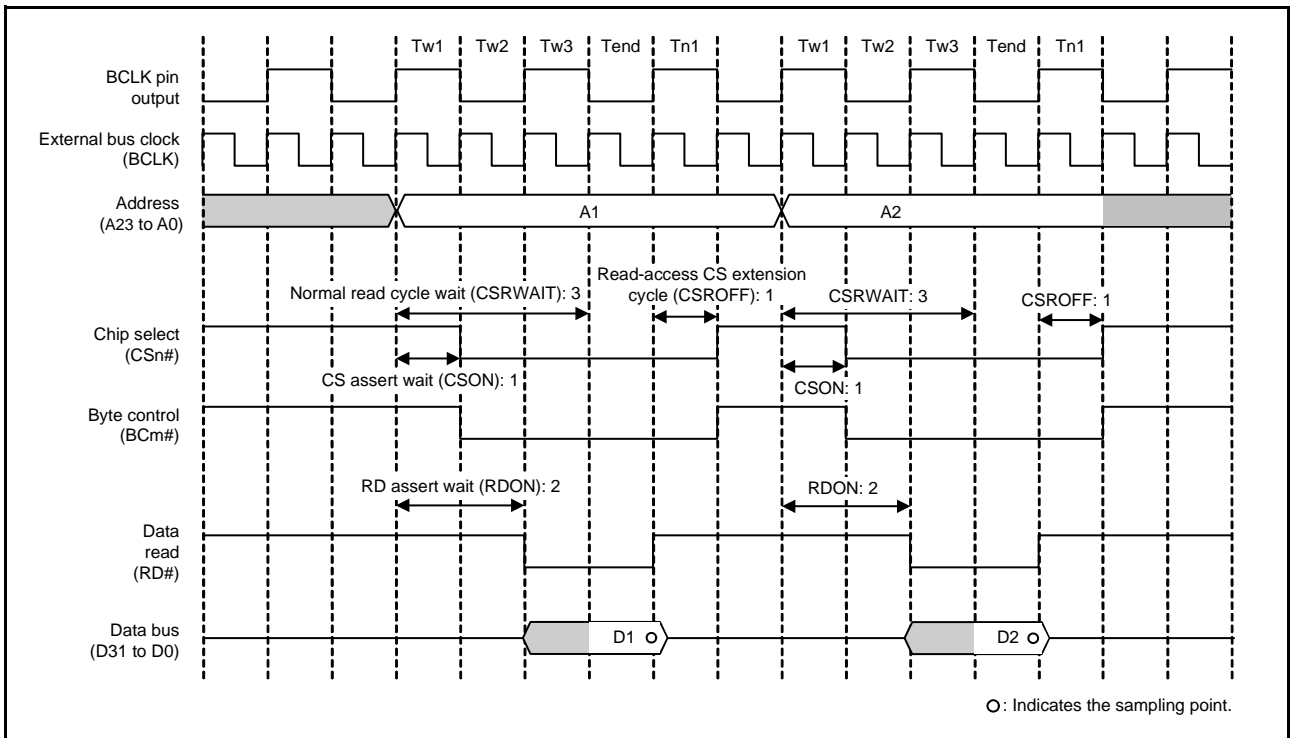 Tw1 Tw2 Tw3 Tend Tn1 Tw1 Tw2 Tw3 Tend Tn1
BCLK pin
output
External bus clock
(BCLK)
Address
(A23 to A0)
A1
A2
Read-access CS extension
cycle (CSROFF): 1
Normal read cycle wait (CSRWAIT): 3
CSRWAIT: 3
CSROFF: 1
Chip select
(CSn#)
CS assert wait (CSON): 1
CSON: 1
Byte control
(BCm#)
RD assert wait (RDON): 2
RDON: 2
Data
read
(RD#)
Data bus
(D31 to D0)
D1
D2
: Indicates the sampling point.